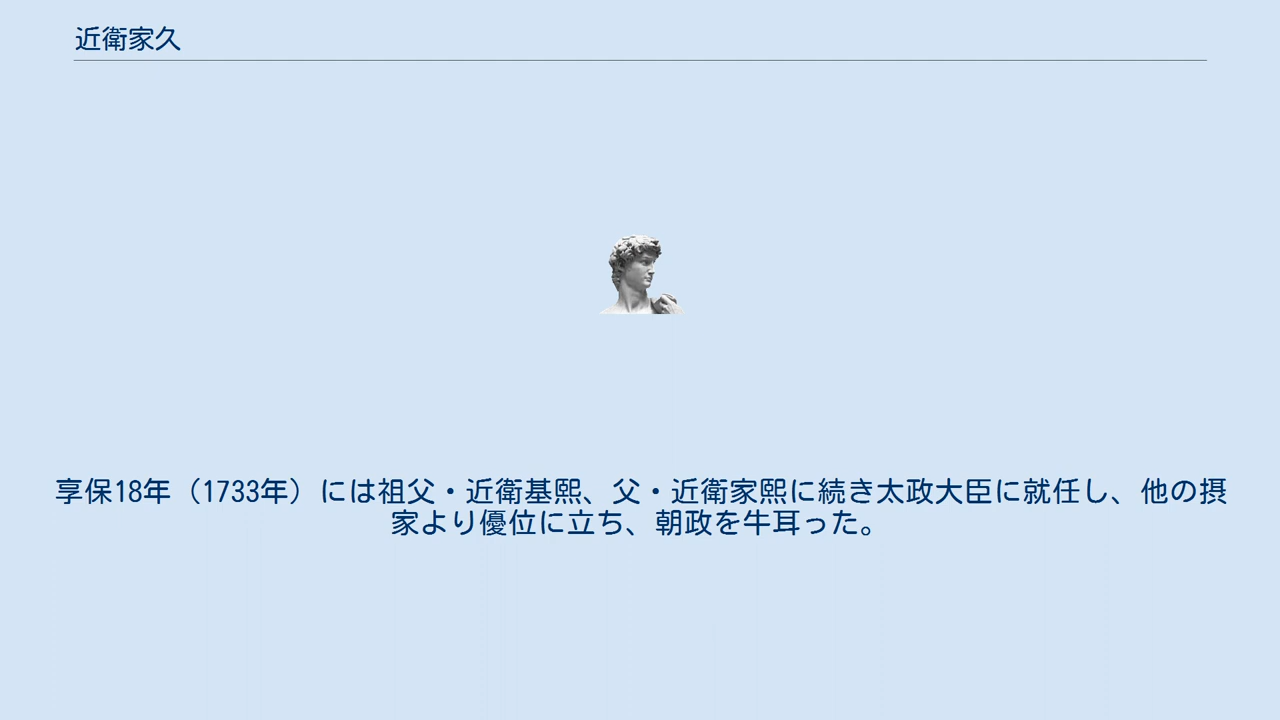 近衛家久
享保18年（1733年）には祖父・近衛基熙、父・近衛家熙に続き太政大臣に就任し、他の摂
家より優位に立ち、朝政を牛耳った。